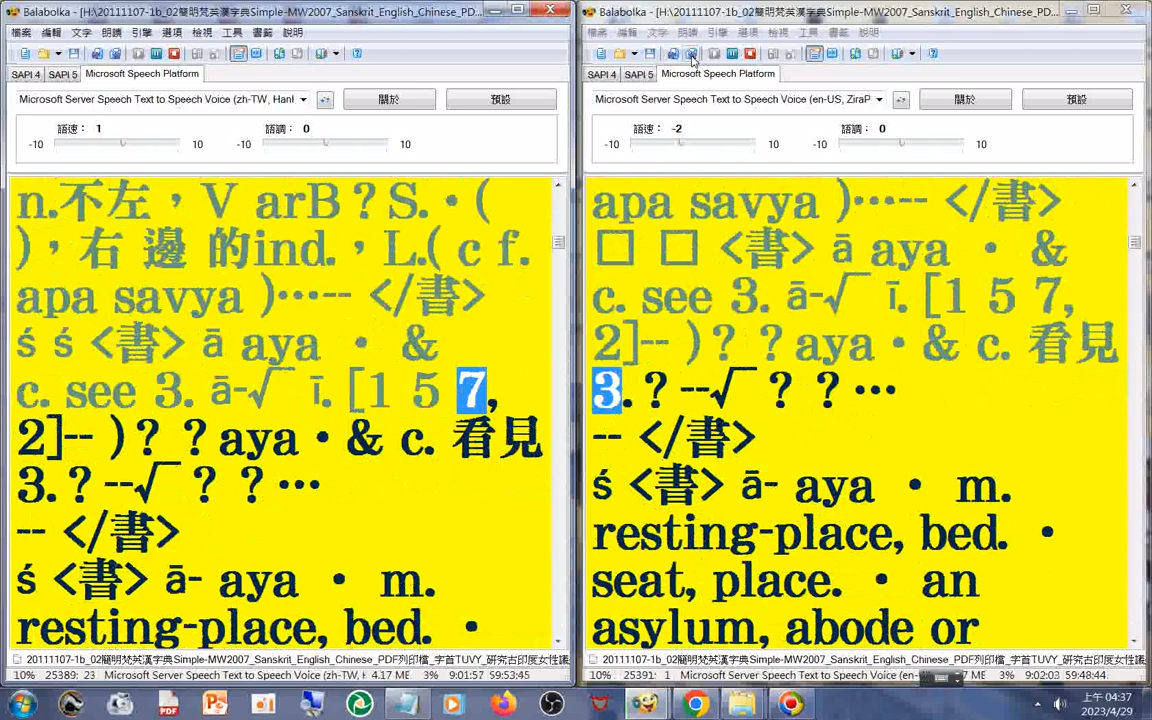 Balabolka - [H:\20111107-1b_02簡明梵英漢字典Simple-MW2007_Sanskrit_English_Chinese_PD...
檔案 編輯 文字 朗讀 引擎 選項 檢視 工具 書籤 說明
SAPI 4 SAPI 5 Microsoft Speech Platform
Microsoft Server Speech Text to Speech Voice (zh-TW, Hanl 關於 預設
語速： 1 語調： 0
-10 10 -10 10
n.不左，V arB？S.・(
)，右 邊 的ind.，L.( c f.
apa savya )…-- </書>
ś ś <書> ā aya ・ &
c. see 3. ā-√ ī. [1 5 7,
2]-- )？？aya・& c. 看見
3.？--√ ？？…
-- </書>
ś <書> ā- aya ・ m.
resting-place, bed. ・
20111107-1b_02簡明梵英漢字典Simple-MW2007_Sanskrit_English_Chinese_PDF列印檔_字首TUVY_研究古印度女性議
10% 25389: 23 Microsoft Server Speech Text to Speech Voice (zh-TW, H 4.17 ME 3% 9:01:57 59:53:45
Balabolka - [H:\20111107-1b_02簡明梵英漢字典Simple-MW2007_Sanskrit_English_Chinese_PD...
檔案 編輯 文字 朗讀 引擎 選項 檢視 工具 書籤 說明
SAPI 4 SAPI 5 Microsoft Speech Platform
Microsoft Server Speech Text to Speech Voice (en-US, ZiraP 關於 預設
語速： -2 語調： 0
-10 10 -10 10
apa savya )…-- </書>
□ □ <書> ā aya ・ &
c. see 3. ā-√ ī. [1 5 7,
2]-- )？？aya・& c. 看見
3.？--√ ？？…
-- </書>
ś <書> ā- aya ・ m.
resting-place, bed. ・
seat, place. ・ an
asylum, abode or
20111107-1b_02簡明梵英漢字典Simple-MW2007_Sanskrit_English_Chinese_PDF列印檔_字首TUVY_研究古印度女性議
10% 25391: 1 Microsoft Server Speech Text to Speech Voice (en-US 3% 9:02:03 59:48:44
上午 04:37
2023/4/29